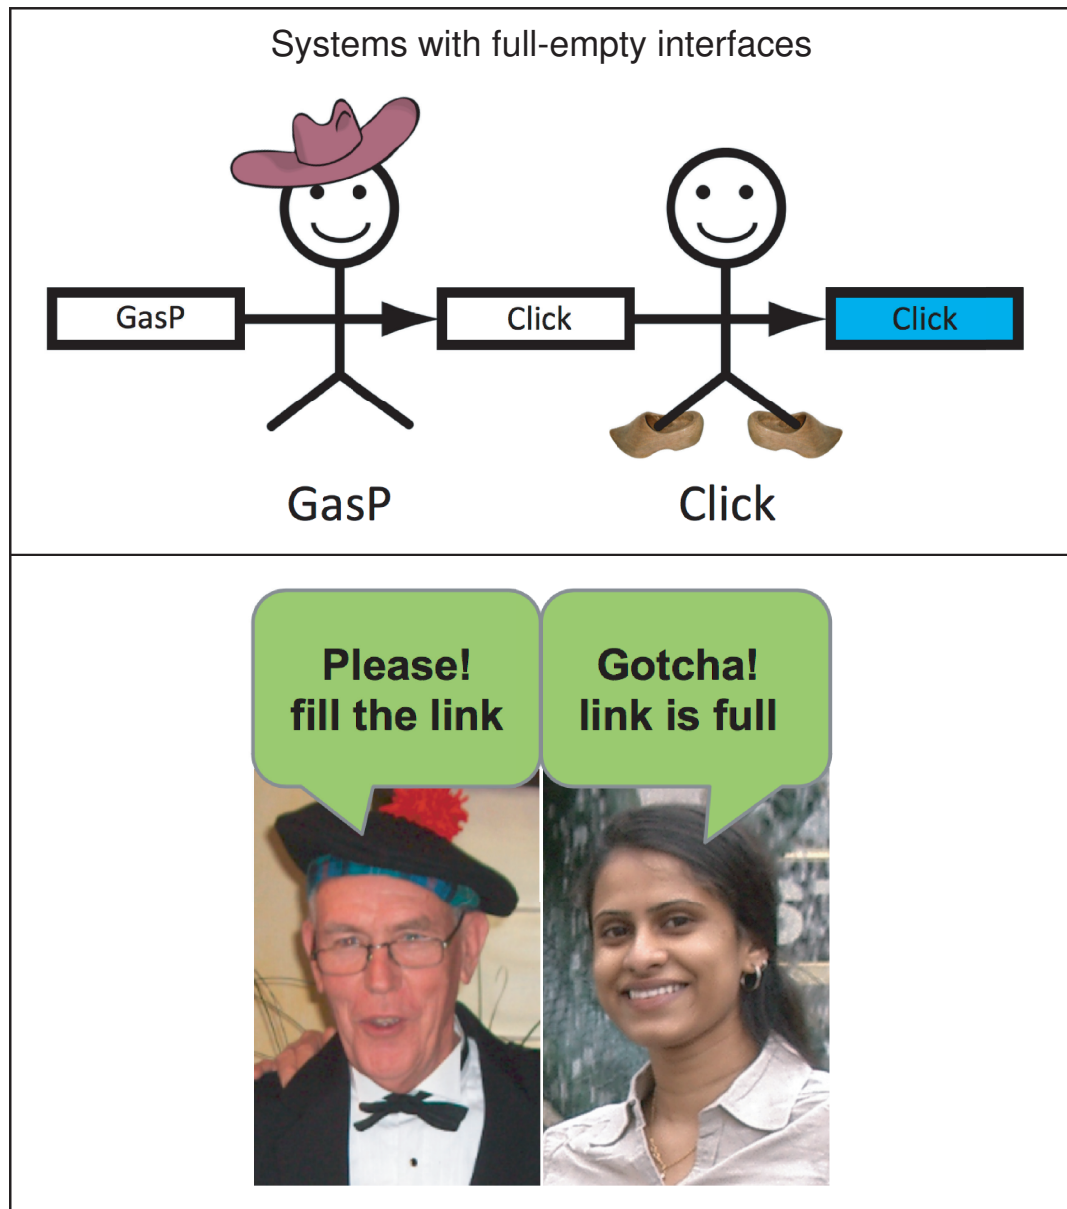 Systems with full-empty interfaces
GasP
Click
Click
GasP
Click
Please!
fill the link
Gotcha!
link is full